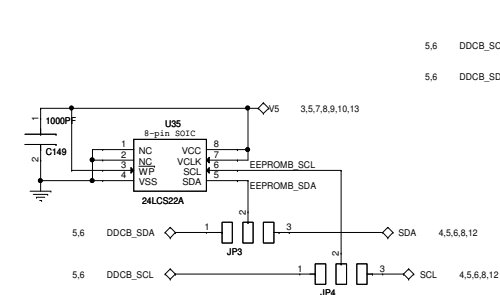 5,6 DDCB_SC
5,6 DDCB_SD
V5 3,5,7,8,9,10,13
1000PF
1
2
C149
U35
8-pin SOIC
1 NC VCC 8
2 NC VCLK 7
3 WP SCL 6
4 VSS SDA 5
24LCS22A
EEPROMB_SCL
EEPROMB_SDA
2
5,6 DDCB_SDA 1 3 SDA 4,5,6,8,12
JP3
2
5,6 DDCB_SCL 1 3 SCL 4,5,6,8,12
JP4